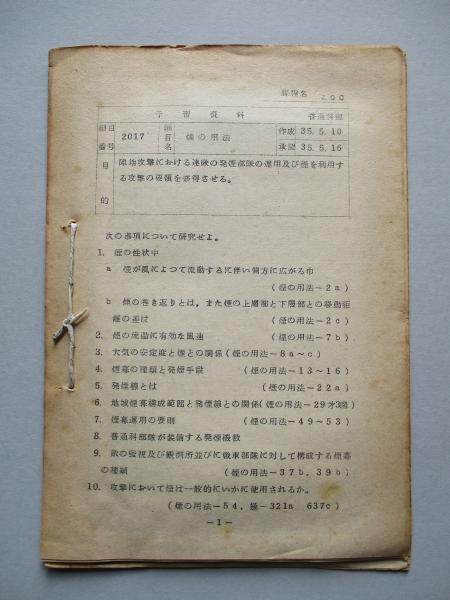 課程名 AOC
予習資料 普通科部
課目番号 2017 課目名 煙の用法 作成 35.5.10
承認 35.5.16
目的 陣地攻撃における連隊の発煙部隊の運用及び煙を利用す
る攻撃の要領を修得させる。
次の事項について研究せよ。
1. 煙の性状中
a 煙が風によつて流動するに伴い側方に広がる巾
(煙の用法-2a)
b 煙の巻き返りとは,また煙の上層部と下層部との移動距
離の差は (煙の用法-2c)
2. 煙の成造に有効な風速 (煙の用法-7b)
3. 大気の安定度と煙との関係(煙の用法-8a~c)
4. 煙幕の種類と発煙手段 (煙の用法-13~16)
5. 発煙線とは (煙の用法-22a)
6. 地域煙幕構成範囲と発煙線との関係(煙の用法-29才3図)
7. 煙幕運用の要則 (煙の用法-49~53)
8. 普通科部隊が装備する発煙機数
9. 敵の監視及び観測所並びに戦車部隊に対して構成する煙幕
の種類 (煙の用法-37b,39b)
10. 攻撃において煙は一般的にいかに使用されるか。
(煙の用法-54,操-321a 637c)
-1-